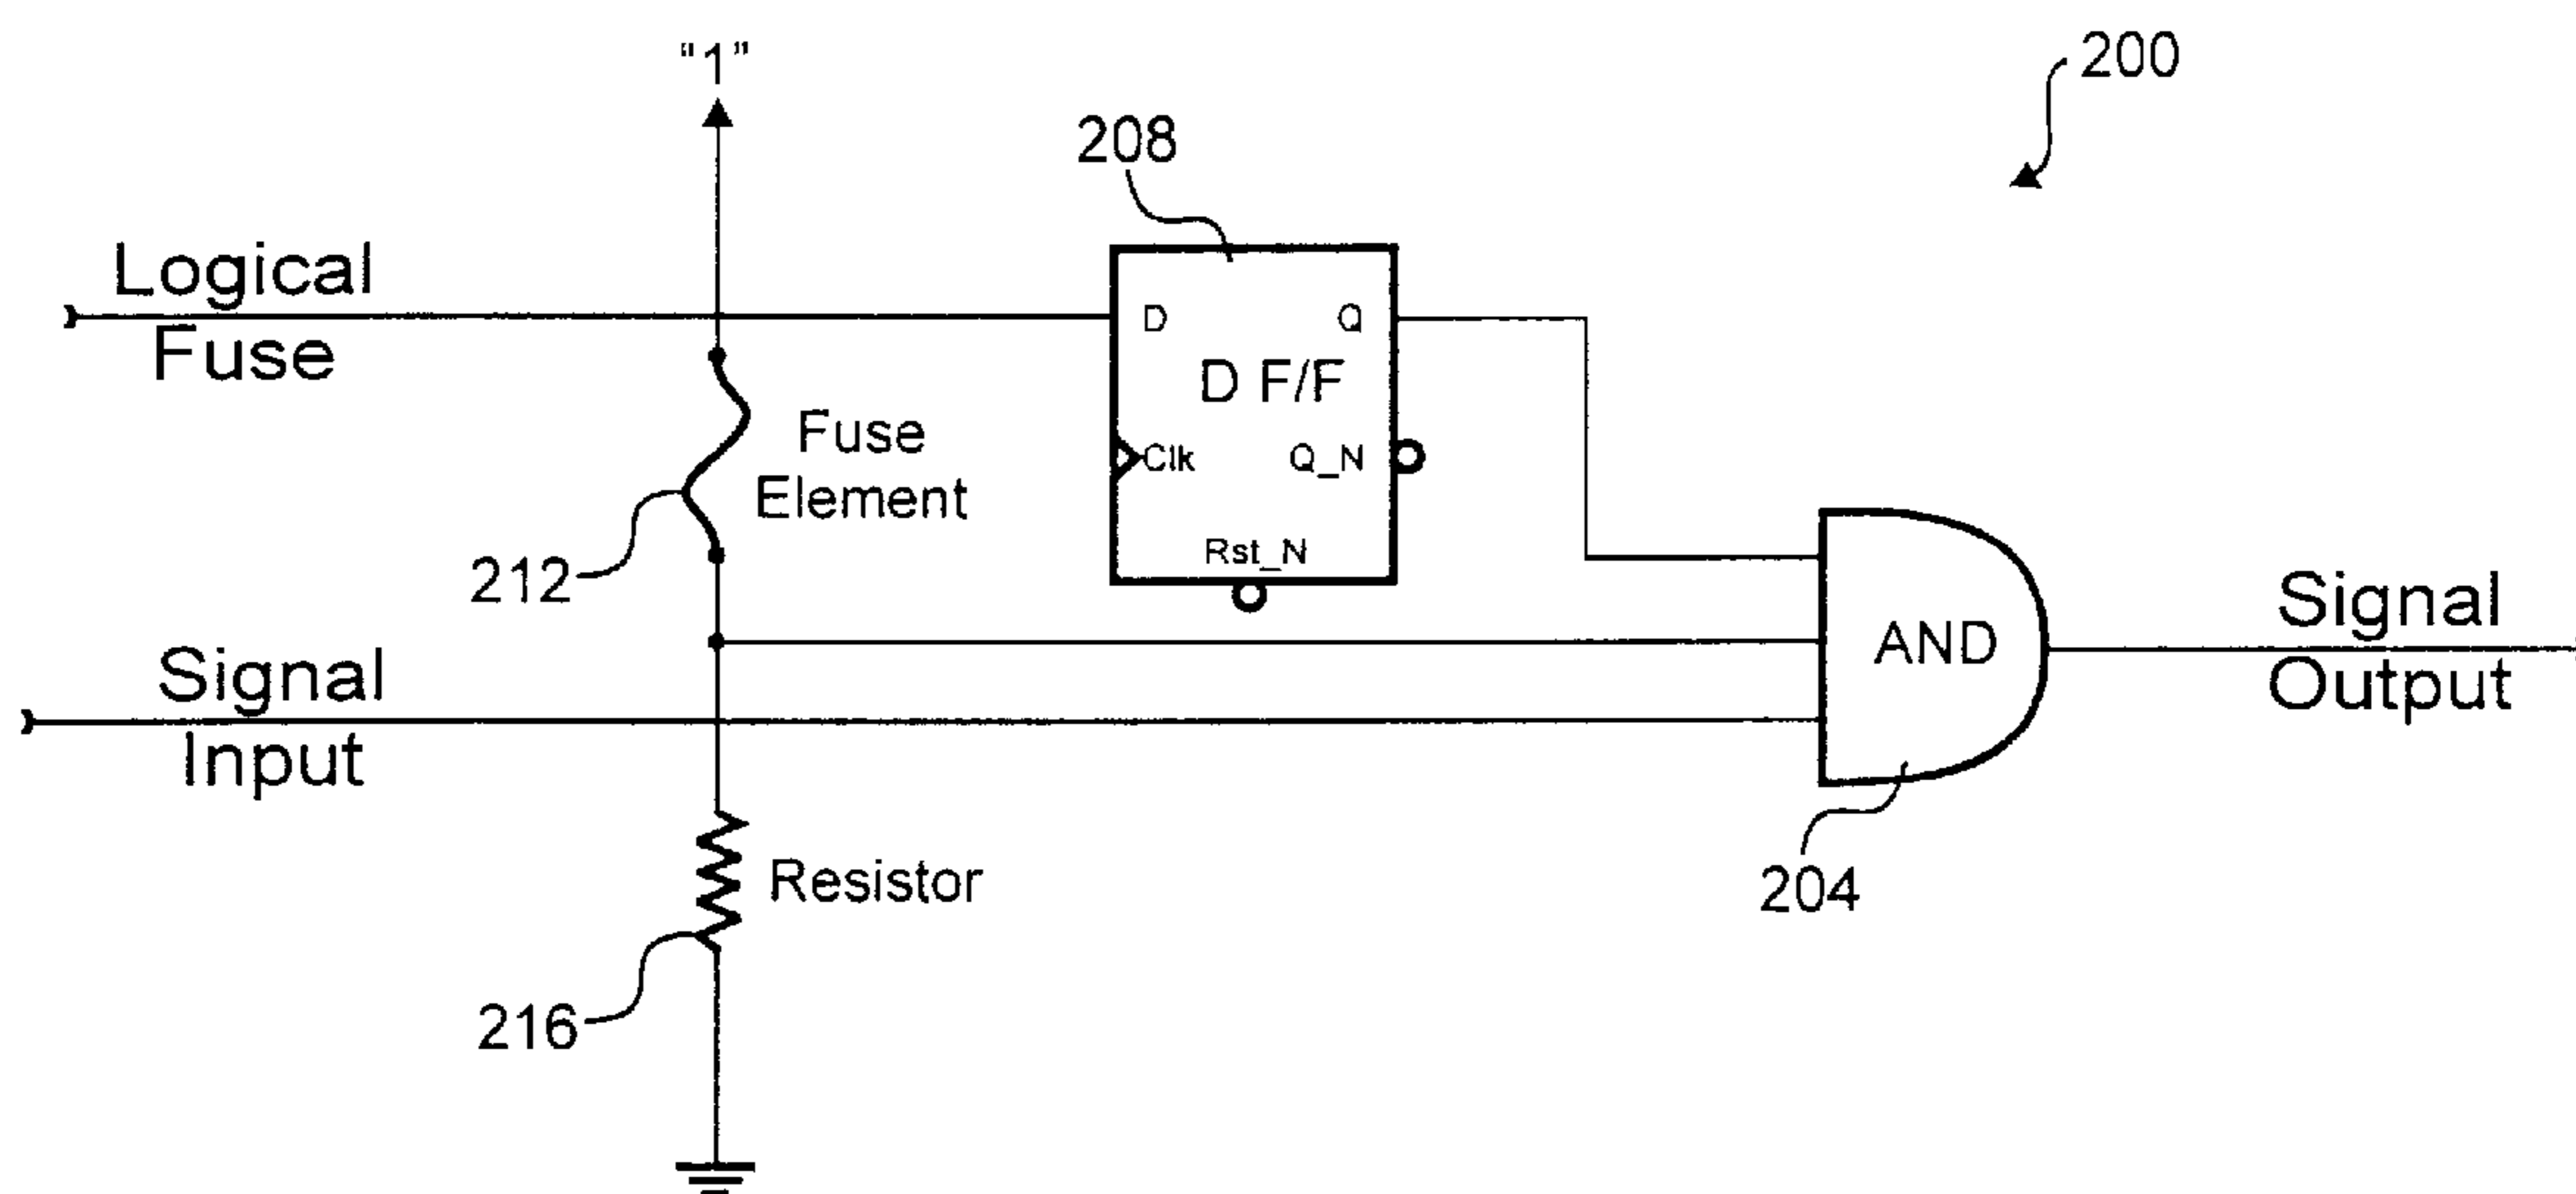 "1"
200
208
Logical
Fuse
D
Q
D F/F
Clk
Q_N
Rst_N
Fuse
Element
212
Signal
Input
AND
Signal
Output
204
Resistor
216